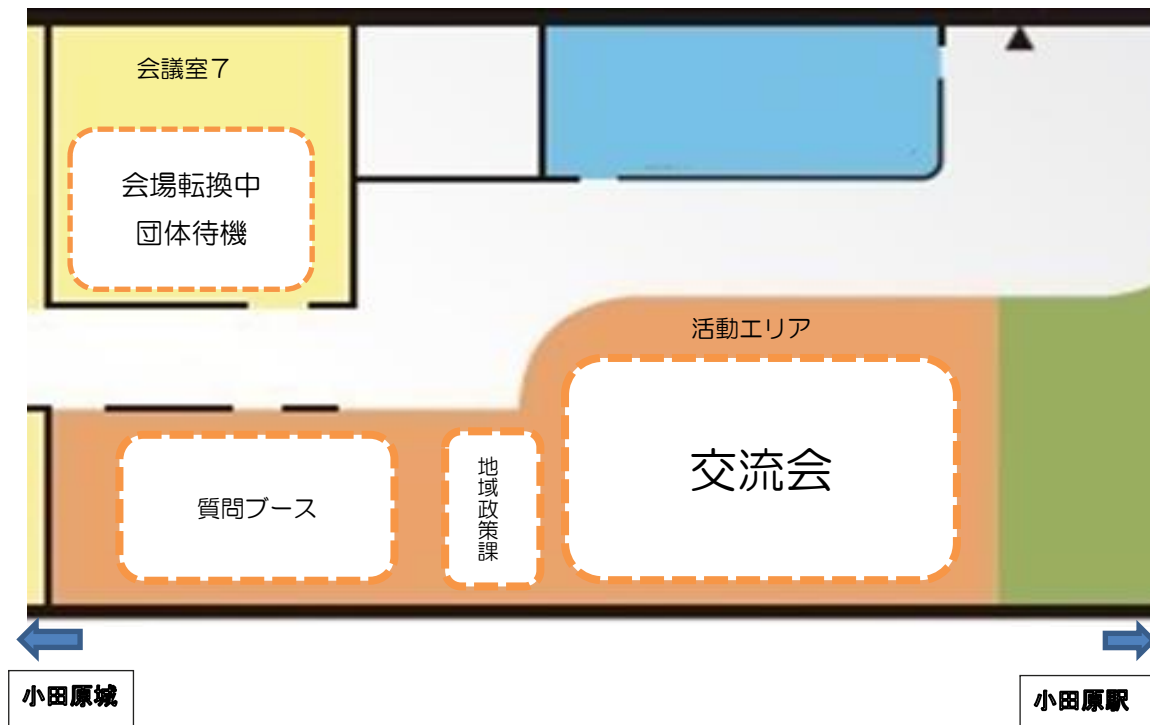 会議室７
会場転換中
団体待機
活動エリア
交流会
地域政策課
質問ブース
小田原城
小田原駅